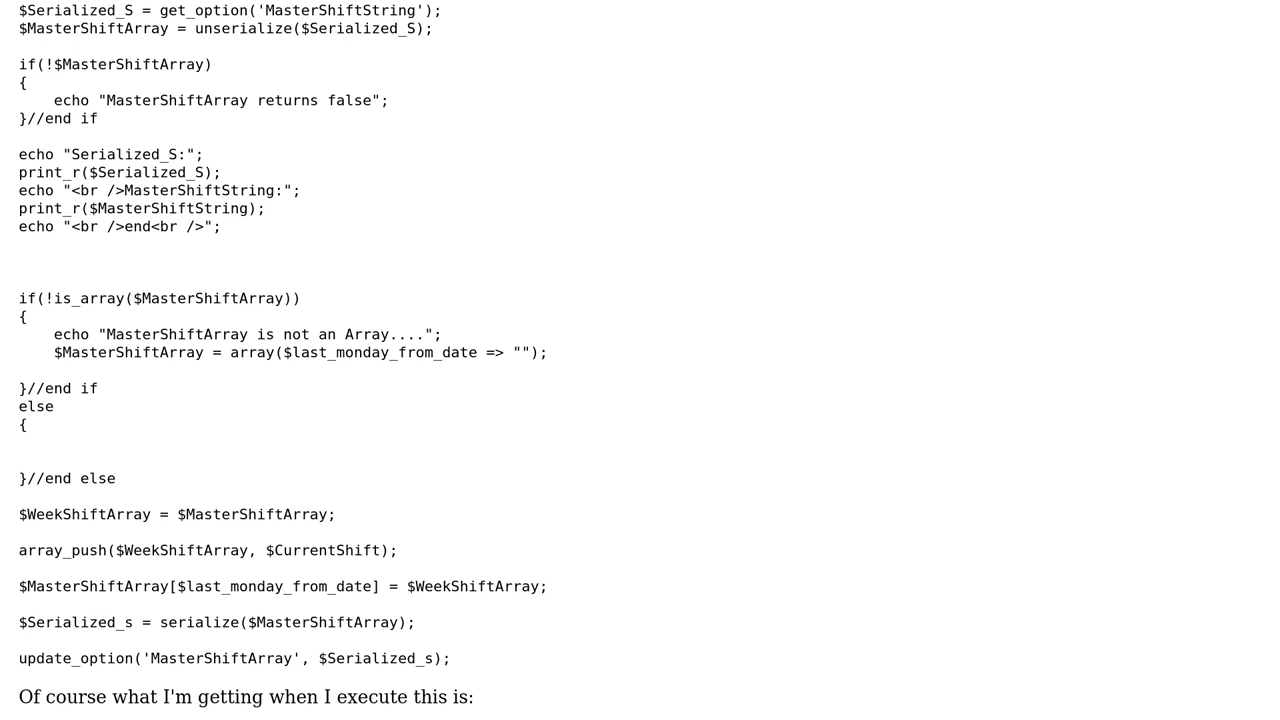 $Serialized_S = get_option('MasterShiftString');
$MasterShiftArray = unserialize($Serialized_S);
if(!$MasterShiftArray)
{
    echo "MasterShiftArray returns false";
}//end if
echo "Serialized_S:";
print_r($Serialized_S);
echo "<br />MasterShiftString:";
print_r($MasterShiftString);
echo "<br />end<br />";
if(!is_array($MasterShiftArray))
{
    echo "MasterShiftArray is not an Array....";
    $MasterShiftArray = array($last_monday_from_date => "");
}//end if
else
{
}//end else
$WeekShiftArray = $MasterShiftArray;
array_push($WeekShiftArray, $CurrentShift);
$MasterShiftArray[$last_monday_from_date] = $WeekShiftArray;
$Serialized_s = serialize($MasterShiftArray);
update_option('MasterShiftArray', $Serialized_s);
Of course what I'm getting when I execute this is: